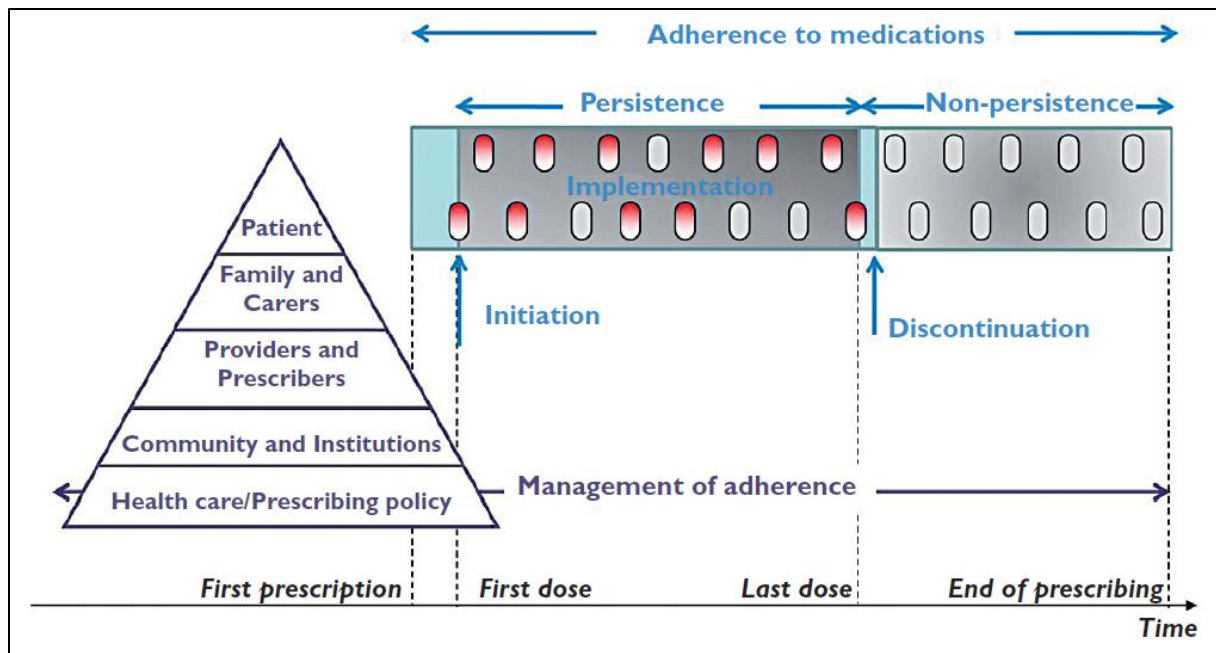 Adherence to medications
Persistence
Non-persistence
Implementation
Patient
Family and
Carers
Initiation
Discontinuation
Providers and
Prescribers
Community and Institutions
Health care/Prescribing policy
Management of adherence
First prescription
First dose
Last dose
End of prescribing
Time